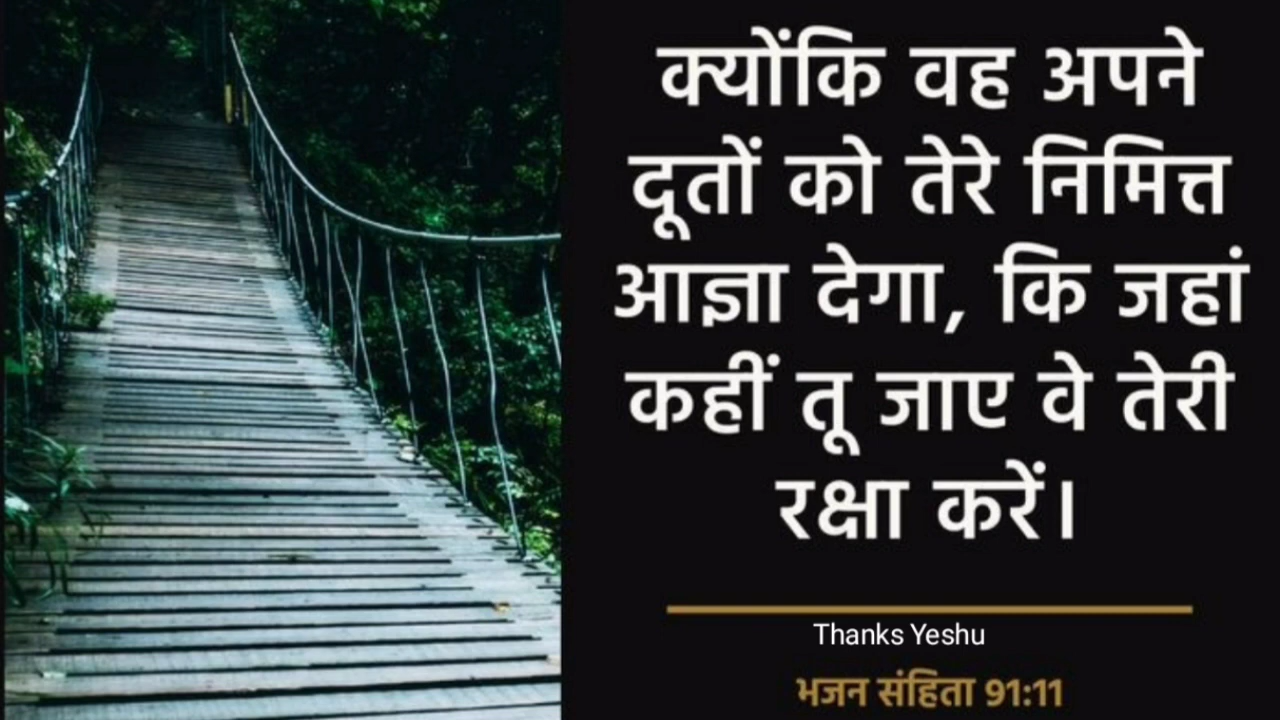 क्योंकि वह अपने
दूतों को तेरे निमित्त
आज्ञा देगा, कि जहां
कहीं तू जाए वे तेरी
रक्षा करें।
Thanks Yeshu
भजन संहिता 91:11